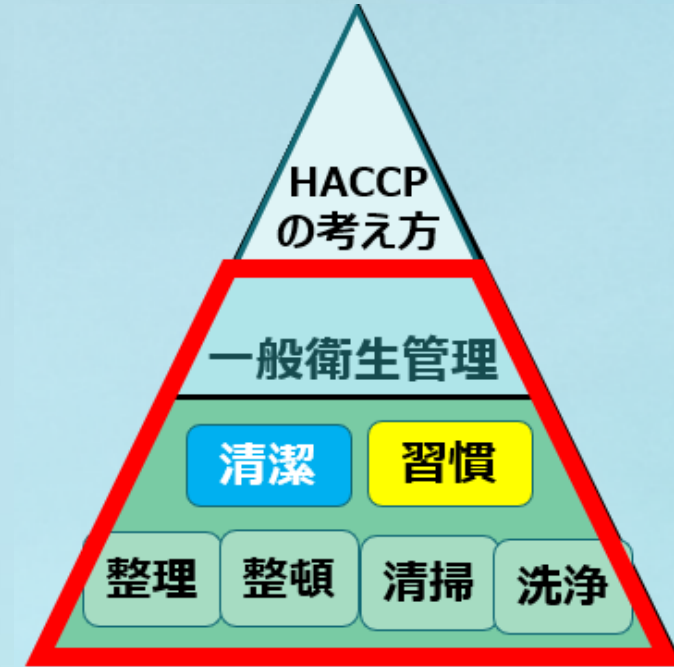 HACCP
の考え方
一般衛生管理
清潔 習慣
整理 整頓 清掃 洗浄